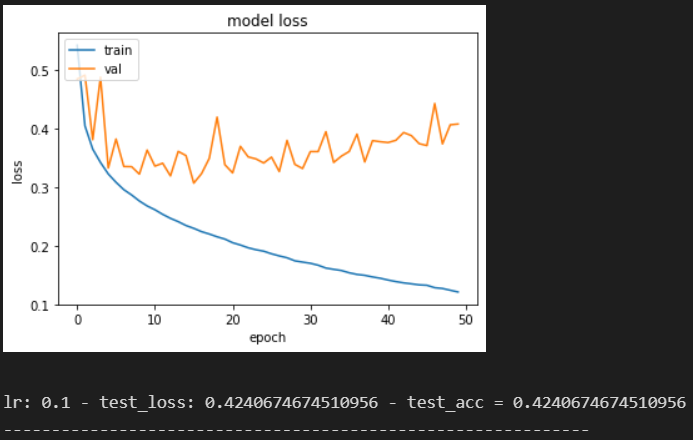 model loss
train
val
0.5
0.4
0.3
0.2
0.1
loss
0 10 20 30 40 50
epoch
lr: 0.1 - test_loss: 0.4240674674510956 - test_acc = 0.4240674674510956
-------------------------------------------------------------